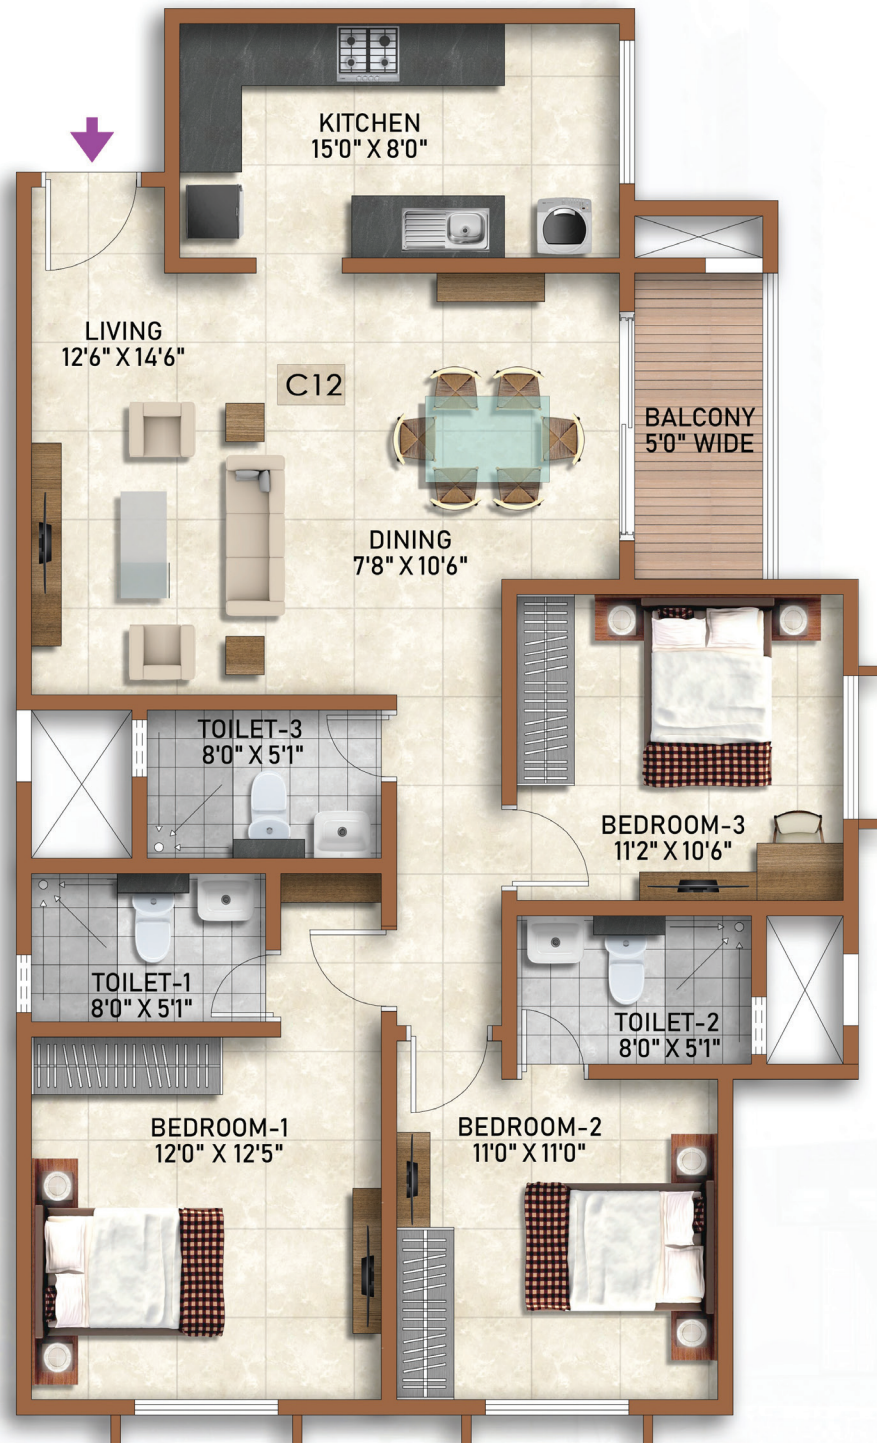 KITCHEN
15'0" X 8'0"
LIVING
12'6" X 14'6"
C12
BALCONY
5'0" WIDE
DINING
7'8" X 10'6"
TOILET-3
8'0" X 5'1"
BEDROOM-3
11'2" X 10'6"
TOILET-1
8'0" X 5'1"
TOILET-2
8'0" X 5'1"
BEDROOM-1
12'0" X 12'5"
BEDROOM-2
11'0" X 11'0"